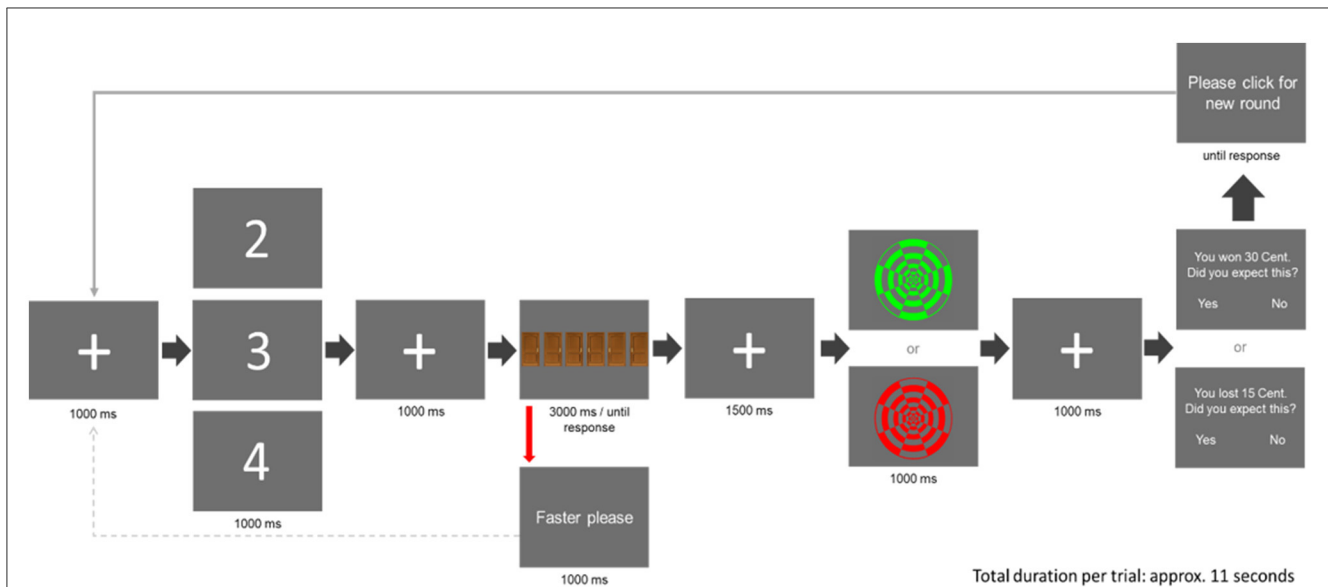 Please click for
new round
until response
2
3
4
1000 ms
+
1000 ms
+
1000 ms
3000 ms / until
response
Faster please
1000 ms
+
1500 ms
or
1000 ms
+
1000 ms
You won 30 Cent.
Did you expect this?
Yes No
or
You lost 15 Cent.
Did you expect this?
Yes No
Total duration per trial: approx. 11 seconds